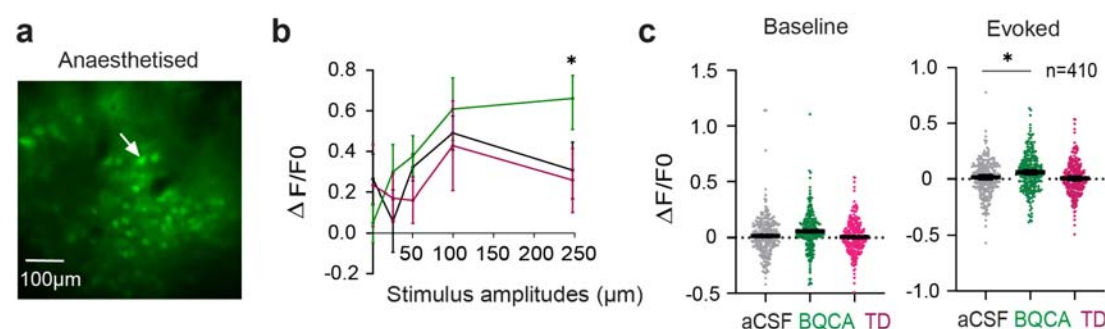 a
Anaesthetised
100µm
b
*
Δ F/F0
0.8
0.6
0.4
0.2
0.0
-0.2
50 100 150 200 250
Stimulus amplitudes (µm)
c
Baseline
ΔF/F0
1.5
1.0
0.5
0
-0.5
aCSF BQCA TD
Evoked
* n=410
1.0
0.5
0
-0.5
-1.0
aCSF BQCA TD